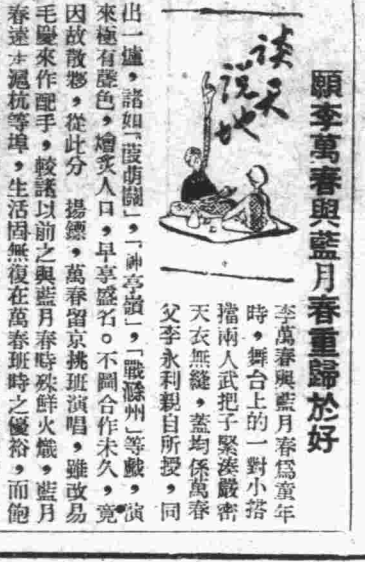 願李萬春與藍月春重歸於好
談天
說地
李萬春與藍月春爲童年
時，舞台上的一對小搭
擋兩人武把子緊湊嚴密
天衣無縫，蓋均係萬春
父李永利親自所授，同
出一爐，諸如「葭萌關」，「神亭嶺」，「戰滁州」等戲，演
來極有聲色，燴炙人口，早享盛名。不圖合作未久，竟
因故散夥，從此分 揚鏢，萬春留京挑班演唱，雖改易
毛慶來作配手，較諸以前之與藍月春時殊鮮火熾，藍月
春遠 滬杭等埠，生活固無復在萬春班時之優裕，而飽